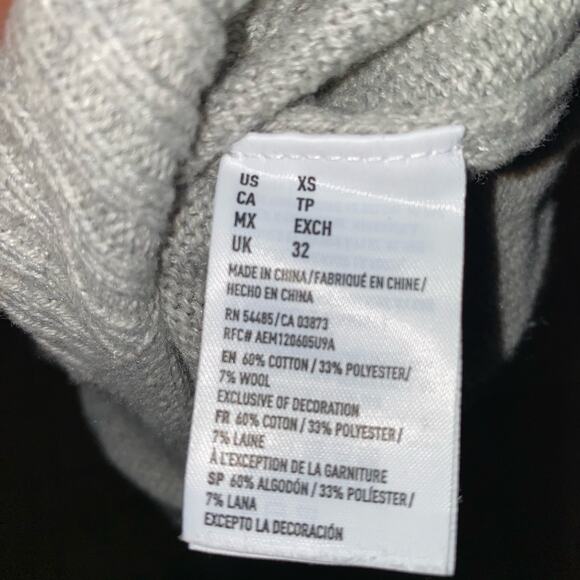 US XS
CA TP
MX EXCH
UK 32
MADE IN CHINA/FABRIQUÉ EN CHINE/
HECHO EN CHINA
RN 54485/CA 03873
RFC# AEM120605U9A
EN 60% COTTON / 33% POLYESTER/
7% WOOL
EXCLUSIVE OF DECORATION
FR 60% COTON / 33% POLYESTER/
7% LAINE
À L'EXCEPTION DE LA GARNITURE
SP 60% ALGODÓN / 33% POLÍESTER/
7% LANA
EXCEPTO LA DECORACIÓN